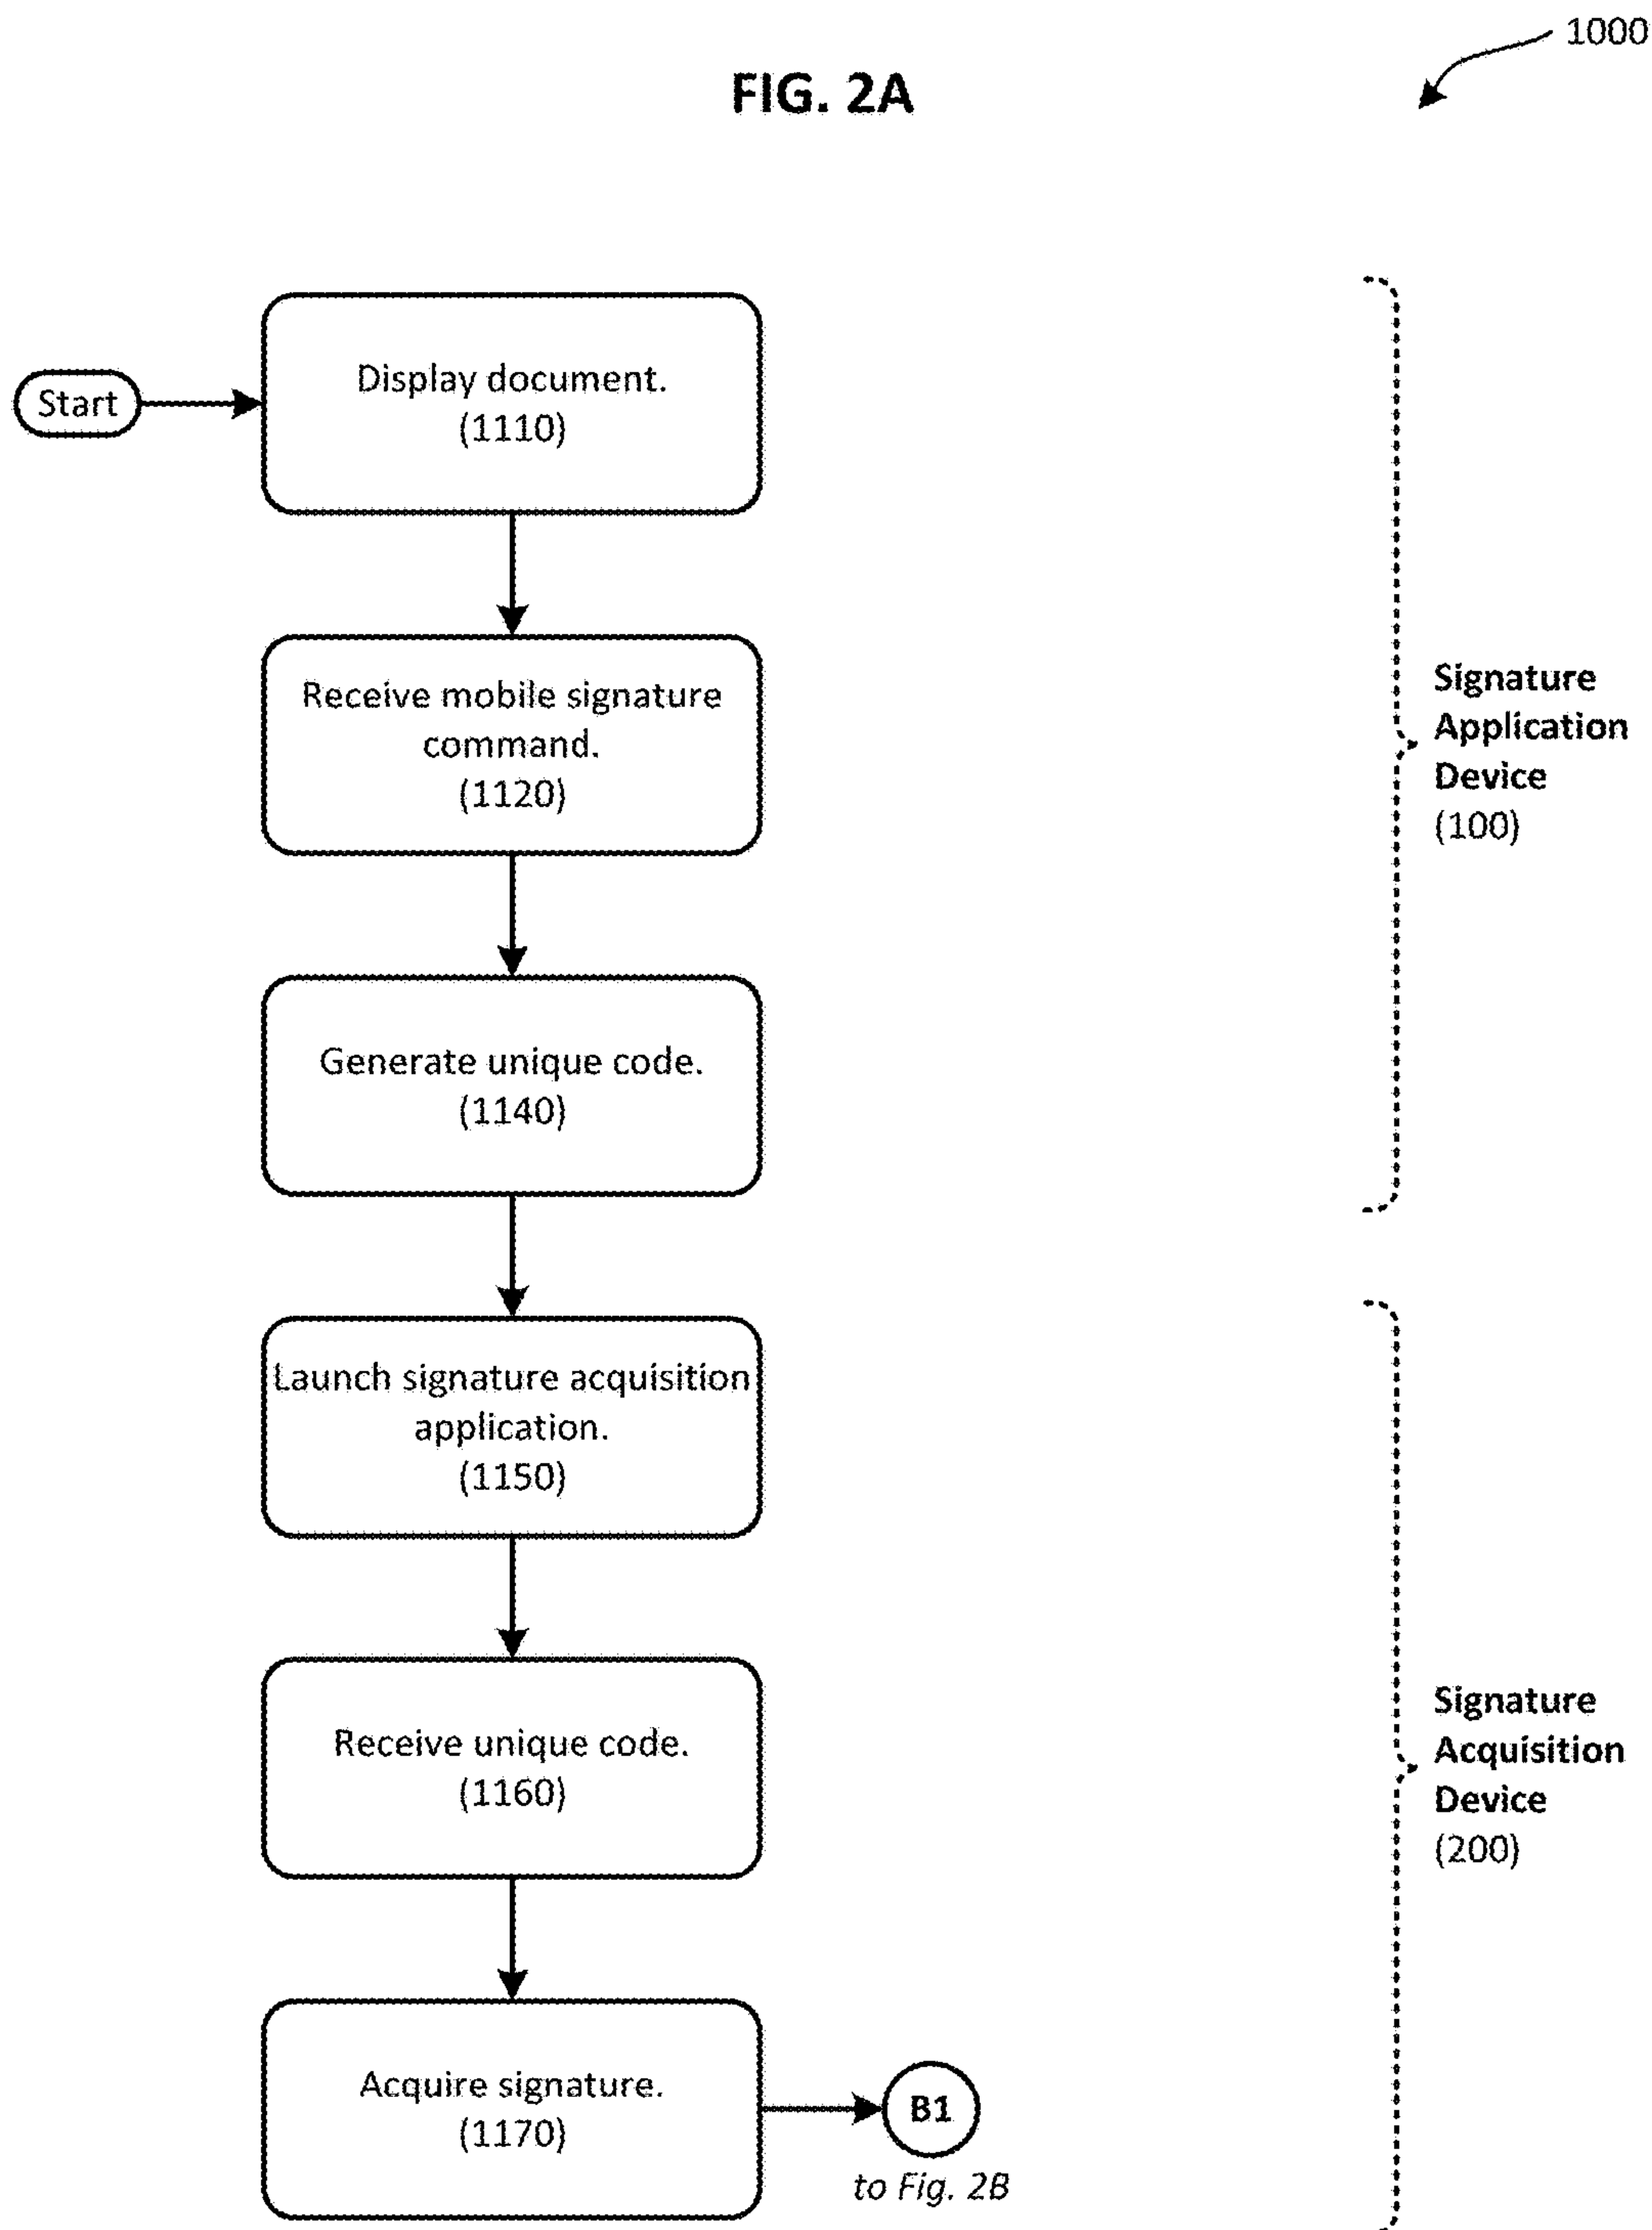 1000
FIG. 2A
Start
Display document.
(1110)
Receive mobile signature
command.
(1120)
Generate unique code.
(1140)
Signature
Application
Device
(100)
Launch signature acquisition
application.
(1150)
Receive unique code.
(1160)
Acquire signature.
(1170)
B1
to Fig. 2B
Signature
Acquisition
Device
(200)